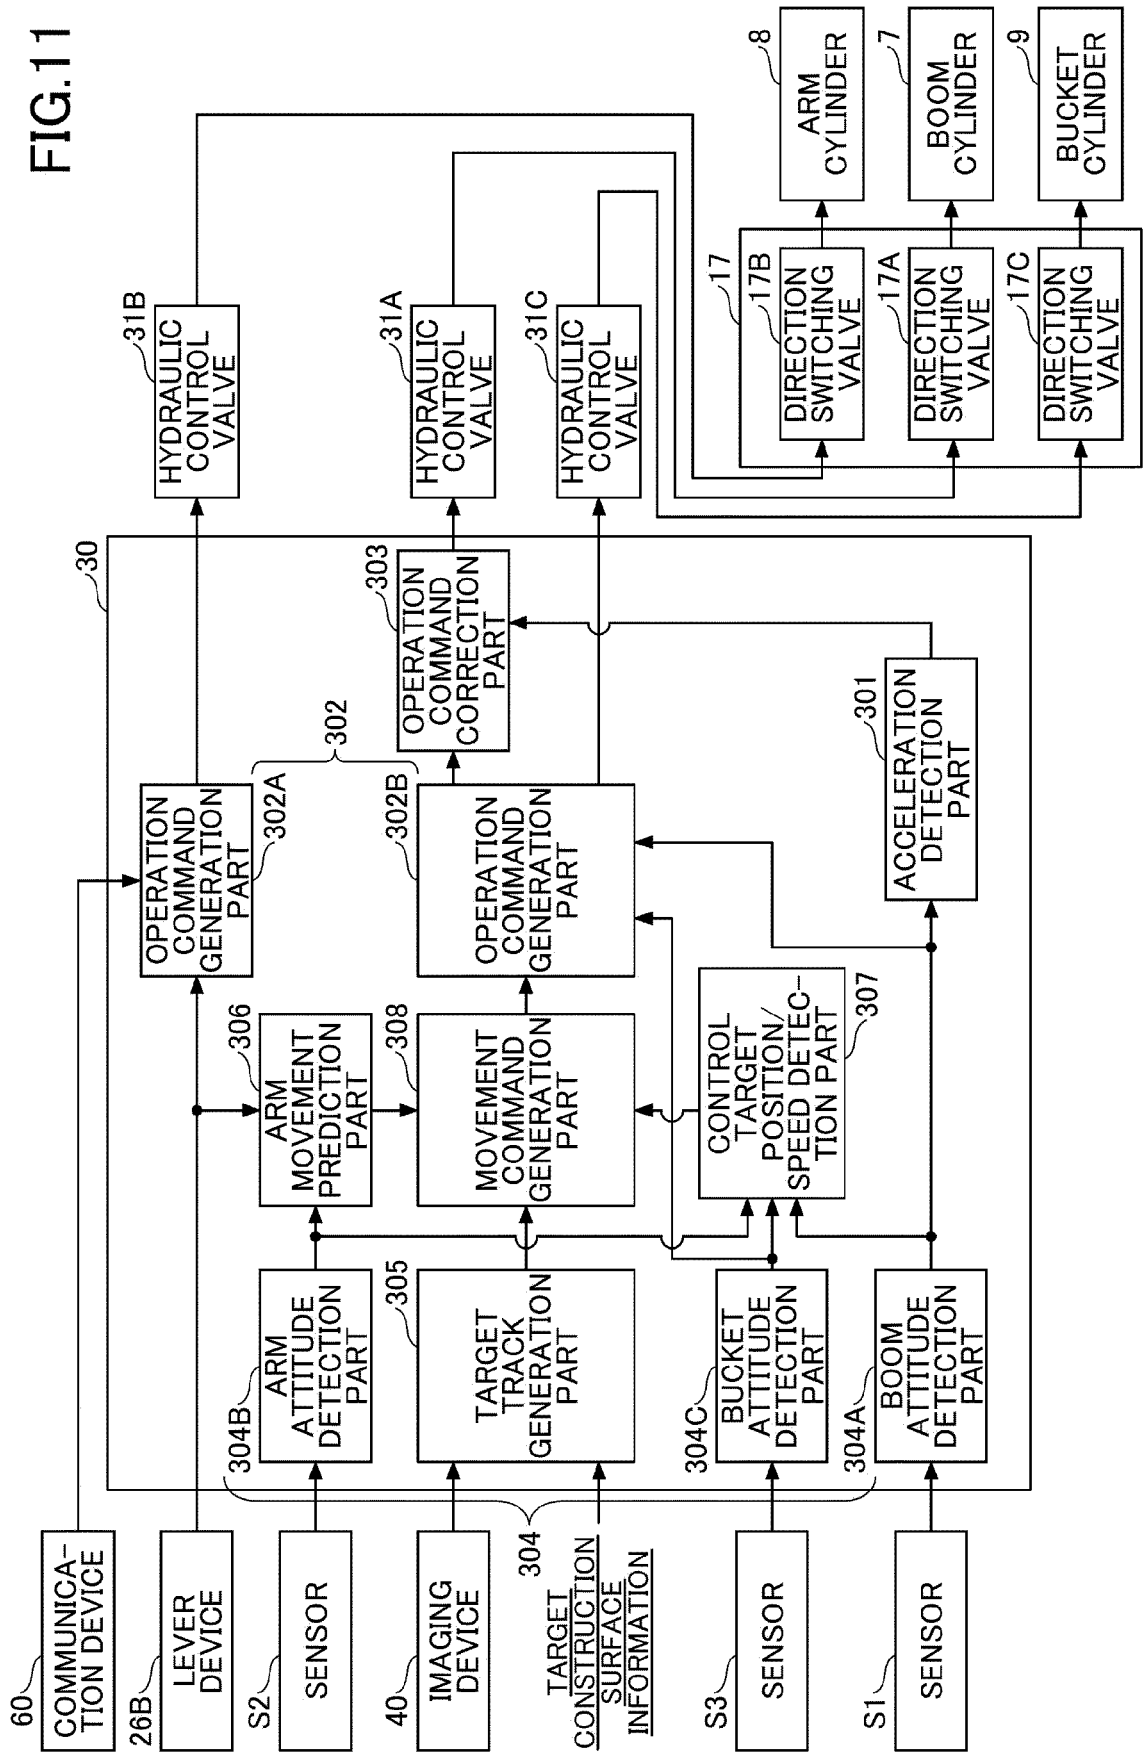 FIG.11
60
COMMUNICA-
TION DEVICE
26B
LEVER
DEVICE
S2
SENSOR
40
IMAGING
DEVICE
TARGET
CONSTRUCTION
SURFACE
INFORMATION
S3
SENSOR
S1
SENSOR
30
304
304B
ARM
ATTITUDE
DETECTION
PART
305
TARGET
TRACK
GENERATION
PART
304C
BUCKET
ATTITUDE
DETECTION
PART
304A
BOOM
ATTITUDE
DETECTION
PART
306
ARM
MOVEMENT
PREDICTION
PART
308
MOVEMENT
COMMAND
GENERATION
PART
CONTROL
TARGET
POSITION/
SPEED DETEC-
TION PART
307
OPERATION
COMMAND
GENERATION
PART
302A
302
302B
OPERATION
COMMAND
GENERATION
PART
301
ACCELERATION
DETECTION
PART
303
OPERATION
COMMAND
CORRECTION
PART
31B
HYDRAULIC
CONTROL
VALVE
31A
HYDRAULIC
CONTROL
VALVE
31C
HYDRAULIC
CONTROL
VALVE
17
17B
DIRECTION
SWITCHING
VALVE
17A
DIRECTION
SWITCHING
VALVE
17C
DIRECTION
SWITCHING
VALVE
8
ARM
CYLINDER
7
BOOM
CYLINDER
9
BUCKET
CYLINDER